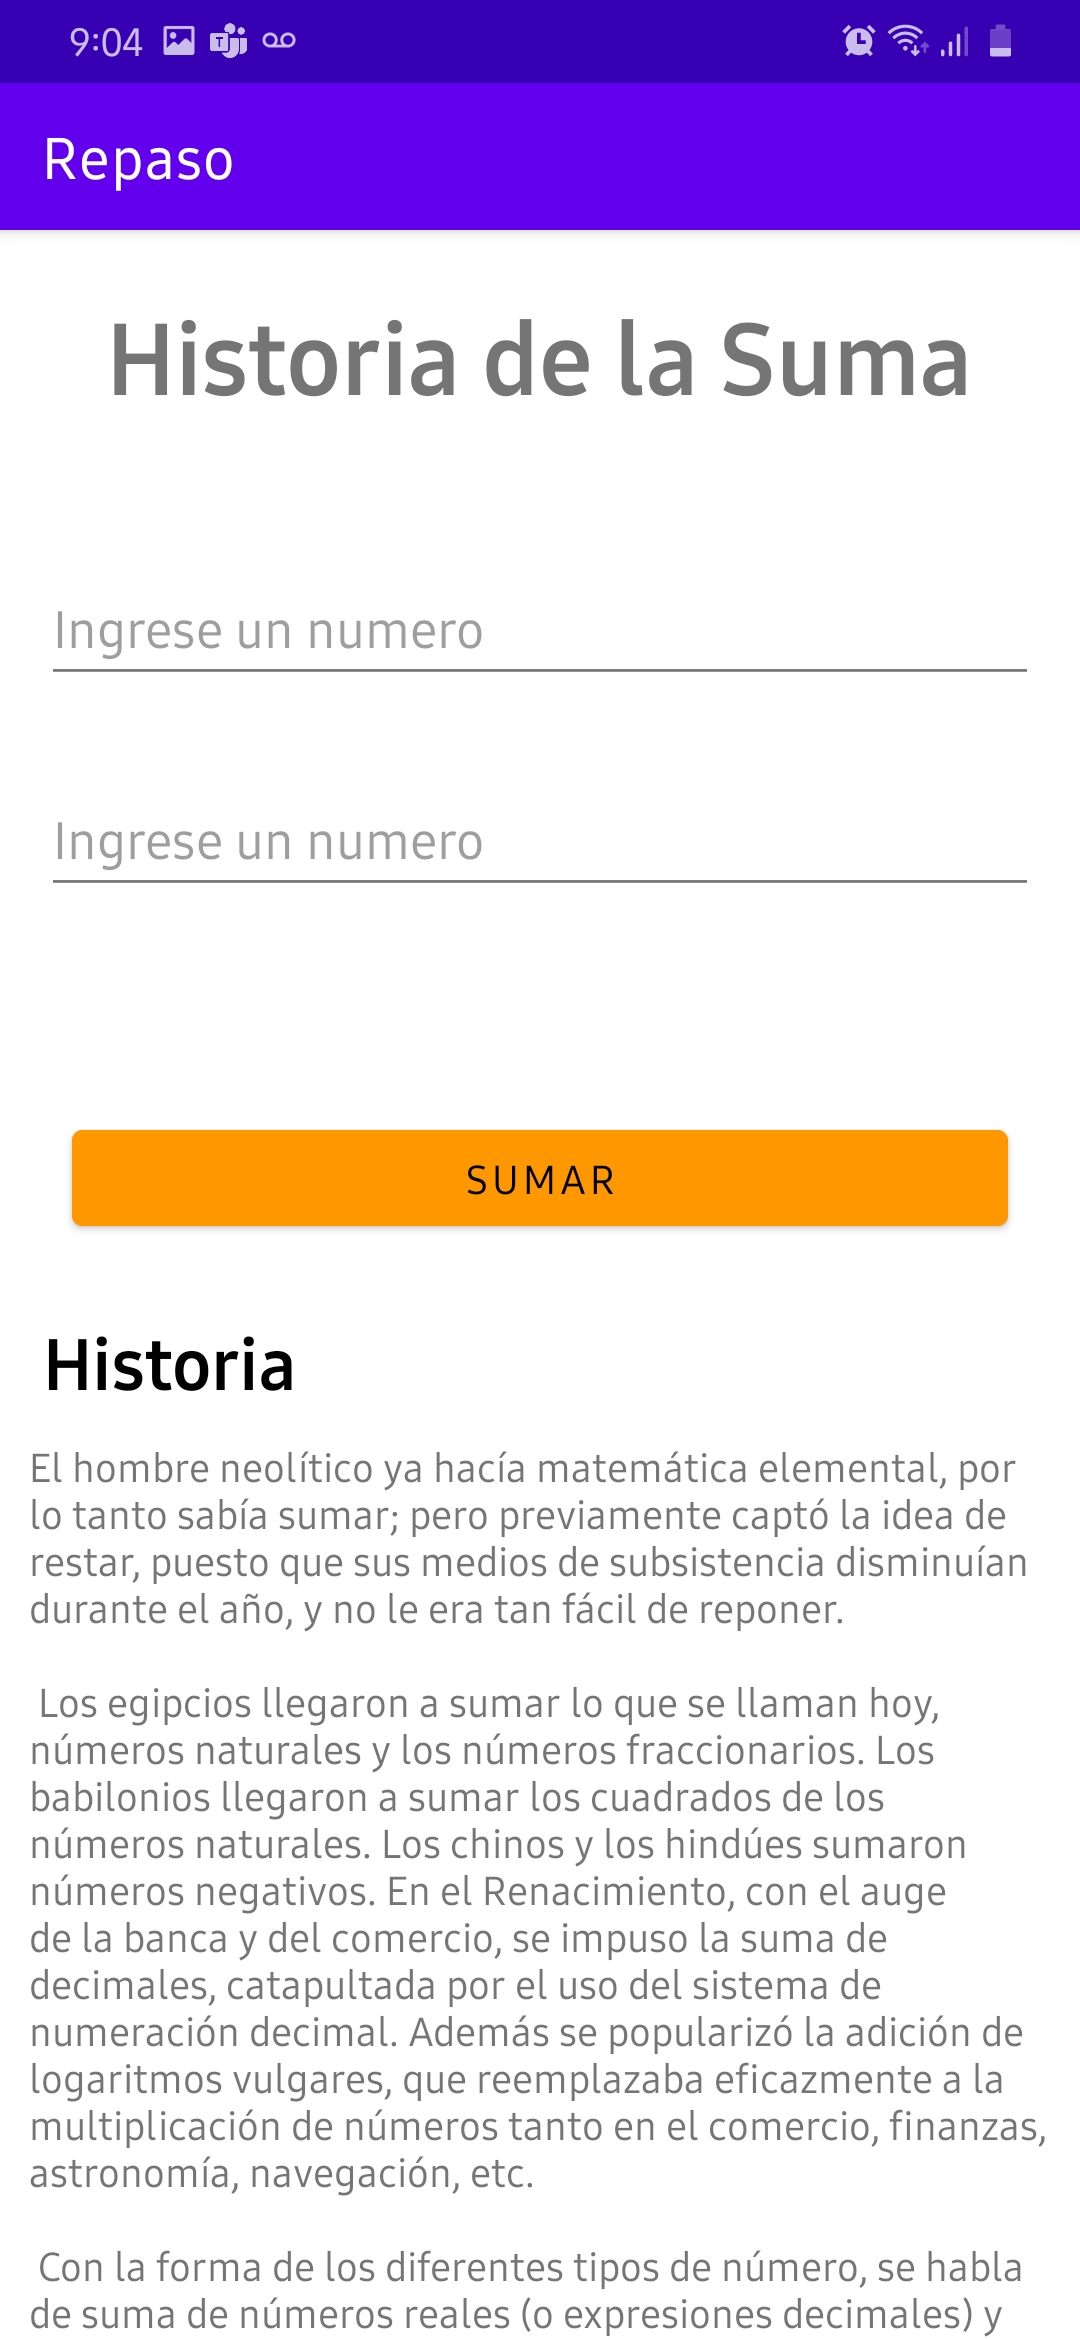 9:04
Repaso
Historia de la Suma
Ingrese un numero
Ingrese un numero
SUMAR
Historia
El hombre neolítico ya hacía matemática elemental, por
lo tanto sabía sumar; pero previamente captó la idea de
restar, puesto que sus medios de subsistencia disminuían
durante el año, y no le era tan fácil de reponer.
Los egipcios llegaron a sumar lo que se llaman hoy,
números naturales y los números fraccionarios. Los
babilonios llegaron a sumar los cuadrados de los
números naturales. Los chinos y los hindúes sumaron
números negativos. En el Renacimiento, con el auge
de la banca y del comercio, se impuso la suma de
decimales, catapultada por el uso del sistema de
numeración decimal. Además se popularizó la adición de
logaritmos vulgares, que reemplazaba eficazmente a la
multiplicación de números tanto en el comercio, finanzas,
astronomía, navegación, etc.
Con la forma de los diferentes tipos de número, se habla
de suma de números reales (o expresiones decimales) y